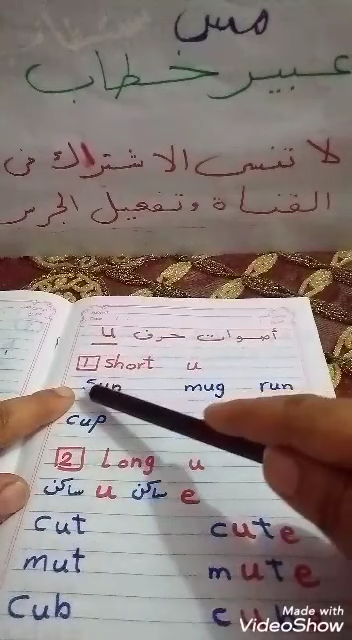 مس
عبير خطاب
لا تنسى الاشتراك فى
القناة وتفعيل الجرس
أصوات حرف u
1 short u
sun mug run
cup
2 Long u
ساكن u ساكن e
cut cute
mut mute
cub
Made with
VideoShow